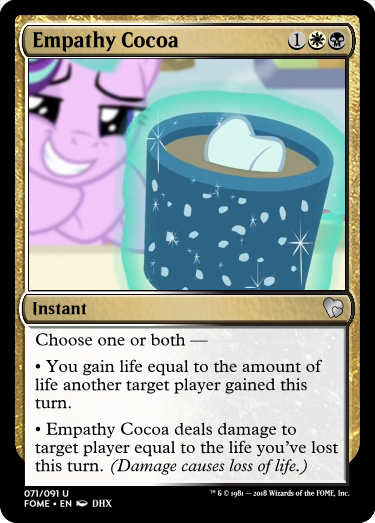 Empathy Cocoa 1
Instant
Choose one or both —
• You gain life equal to the amount of
life another target player gained this
turn.
• Empathy Cocoa deals damage to
target player equal to the life you've lost
this turn. (Damage causes loss of life.)
071/091 U
FOME • EN DHX
™ & © 1981 — 2018 Wizards of the FOME, Inc.